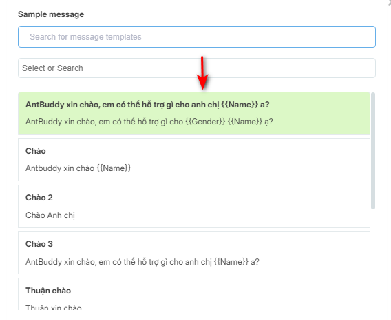 Sample message
Search for message templates
Select or Search
AntBuddy xin chào, em có thể hỗ trợ gì cho anh chị {{Name}} ạ?
AntBuddy xin chào, em có thể hỗ trợ gì cho {{Gender}} {{Name}} ạ?
Chào
Antbuddy xin chào {{Name}}
Chào 2
Chào Anh chị
Chào 3
AntBuddy xin chào, em có thể hỗ trợ gì cho anh chị {{Name}} ạ?
Thuận chào
Thuận xin chào